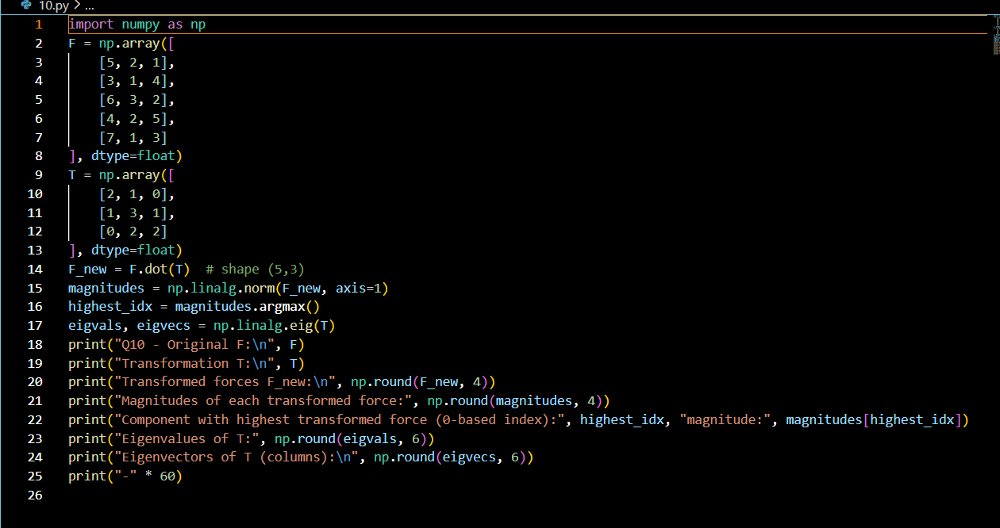 10.py > ...
1 import numpy as np
2 F = np.array([
3     [5, 2, 1],
4     [3, 1, 4],
5     [6, 3, 2],
6     [4, 2, 5],
7     [7, 1, 3]
8 ], dtype=float)
9 T = np.array([
10     [2, 1, 0],
11     [1, 3, 1],
12     [0, 2, 2]
13 ], dtype=float)
14 F_new = F.dot(T)  # shape (5,3)
15 magnitudes = np.linalg.norm(F_new, axis=1)
16 highest_idx = magnitudes.argmax()
17 eigvals, eigvecs = np.linalg.eig(T)
18 print("Q10 - Original F:\n", F)
19 print("Transformation T:\n", T)
20 print("Transformed forces F_new:\n", np.round(F_new, 4))
21 print("Magnitudes of each transformed force:", np.round(magnitudes, 4))
22 print("Component with highest transformed force (0-based index):", highest_idx, "magnitude:", magnitudes[highest_idx])
23 print("Eigenvalues of T:", np.round(eigvals, 6))
24 print("Eigenvectors of T (columns):\n", np.round(eigvecs, 6))
25 print("-" * 60)
26